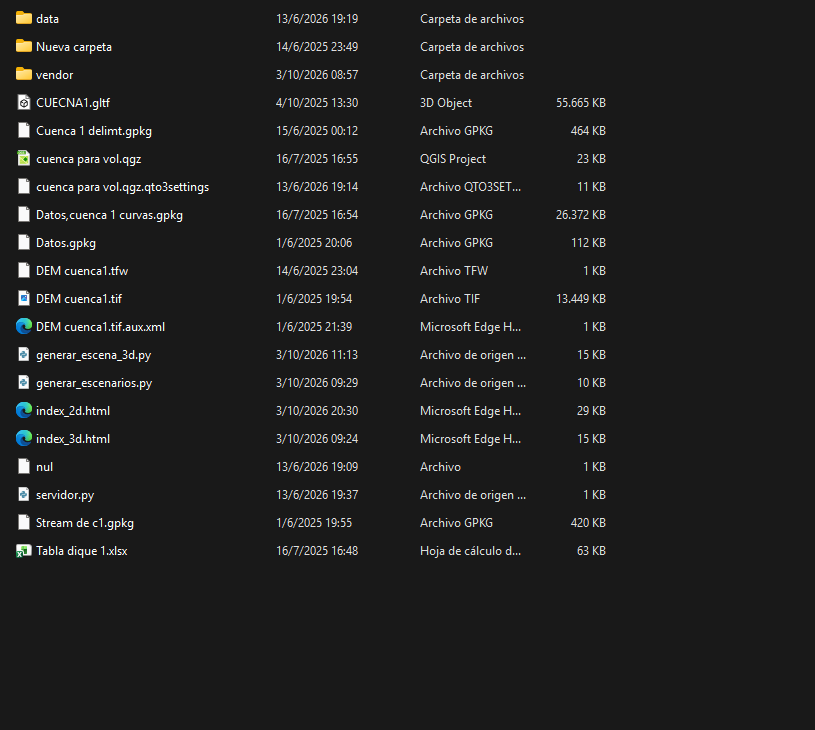 data 13/6/2026 19:19 Carpeta de archivos
Nueva carpeta 14/6/2025 23:49 Carpeta de archivos
vendor 3/10/2026 08:57 Carpeta de archivos
CUECNA1.gltf 4/10/2025 13:30 3D Object 55.665 KB
Cuenca 1 delimt.gpkg 15/6/2025 00:12 Archivo GPKG 464 KB
cuenca para vol.qgz 16/7/2025 16:55 QGIS Project 23 KB
cuenca para vol.qgz.qto3settings 13/6/2026 19:14 Archivo QTO3SET... 11 KB
Datos,cuenca 1 curvas.gpkg 16/7/2025 16:54 Archivo GPKG 26.372 KB
Datos.gpkg 1/6/2025 20:06 Archivo GPKG 112 KB
DEM cuenca1.tfw 14/6/2025 23:04 Archivo TFW 1 KB
DEM cuenca1.tif 1/6/2025 19:54 Archivo TIF 13.449 KB
DEM cuenca1.tif.aux.xml 1/6/2025 21:39 Microsoft Edge H... 1 KB
generar_escena_3d.py 3/10/2026 11:13 Archivo de origen ... 15 KB
generar_escenarios.py 3/10/2026 09:29 Archivo de origen ... 10 KB
index_2d.html 3/10/2026 20:30 Microsoft Edge H... 29 KB
index_3d.html 3/10/2026 09:24 Microsoft Edge H... 15 KB
nul 13/6/2026 19:09 Archivo 1 KB
servidor.py 13/6/2026 19:37 Archivo de origen ... 1 KB
Stream de c1.gpkg 1/6/2025 19:55 Archivo GPKG 420 KB
Tabla dique 1.xlsx 16/7/2025 16:48 Hoja de cálculo d... 63 KB